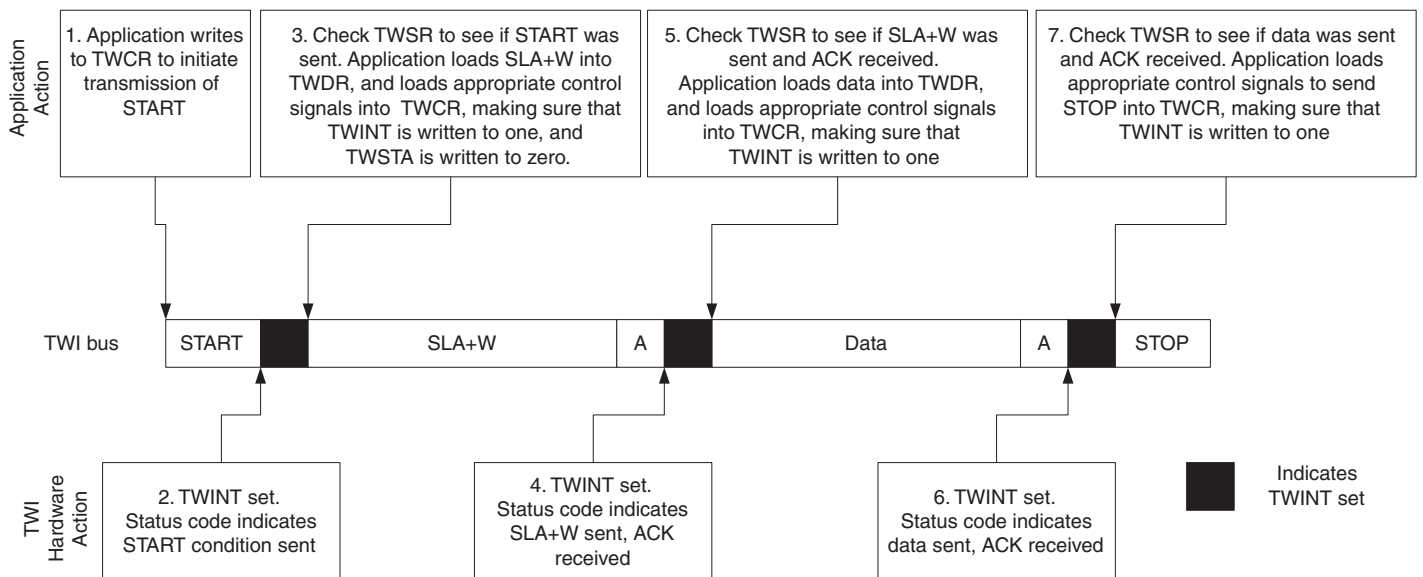 Application
Action
1. Application writes
to TWCR to initiate
transmission of
START
3. Check TWSR to see if START was
sent. Application loads SLA+W into
TWDR, and loads appropriate control
signals into TWCR, making sure that
TWINT is written to one, and
TWSTA is written to zero.
5. Check TWSR to see if SLA+W was
sent and ACK received.
Application loads data into TWDR,
and loads appropriate control signals
into TWCR, making sure that
TWINT is written to one
7. Check TWSR to see if data was sent
and ACK received. Application loads
appropriate control signals to send
STOP into TWCR, making sure that
TWINT is written to one
TWI bus
START
SLA+W
A
Data
A
STOP
TWI
Hardware
Action
2. TWINT set.
Status code indicates
START condition sent
4. TWINT set.
Status code indicates
SLA+W sent, ACK
received
6. TWINT set.
Status code indicates
data sent, ACK received
Indicates
TWINT set